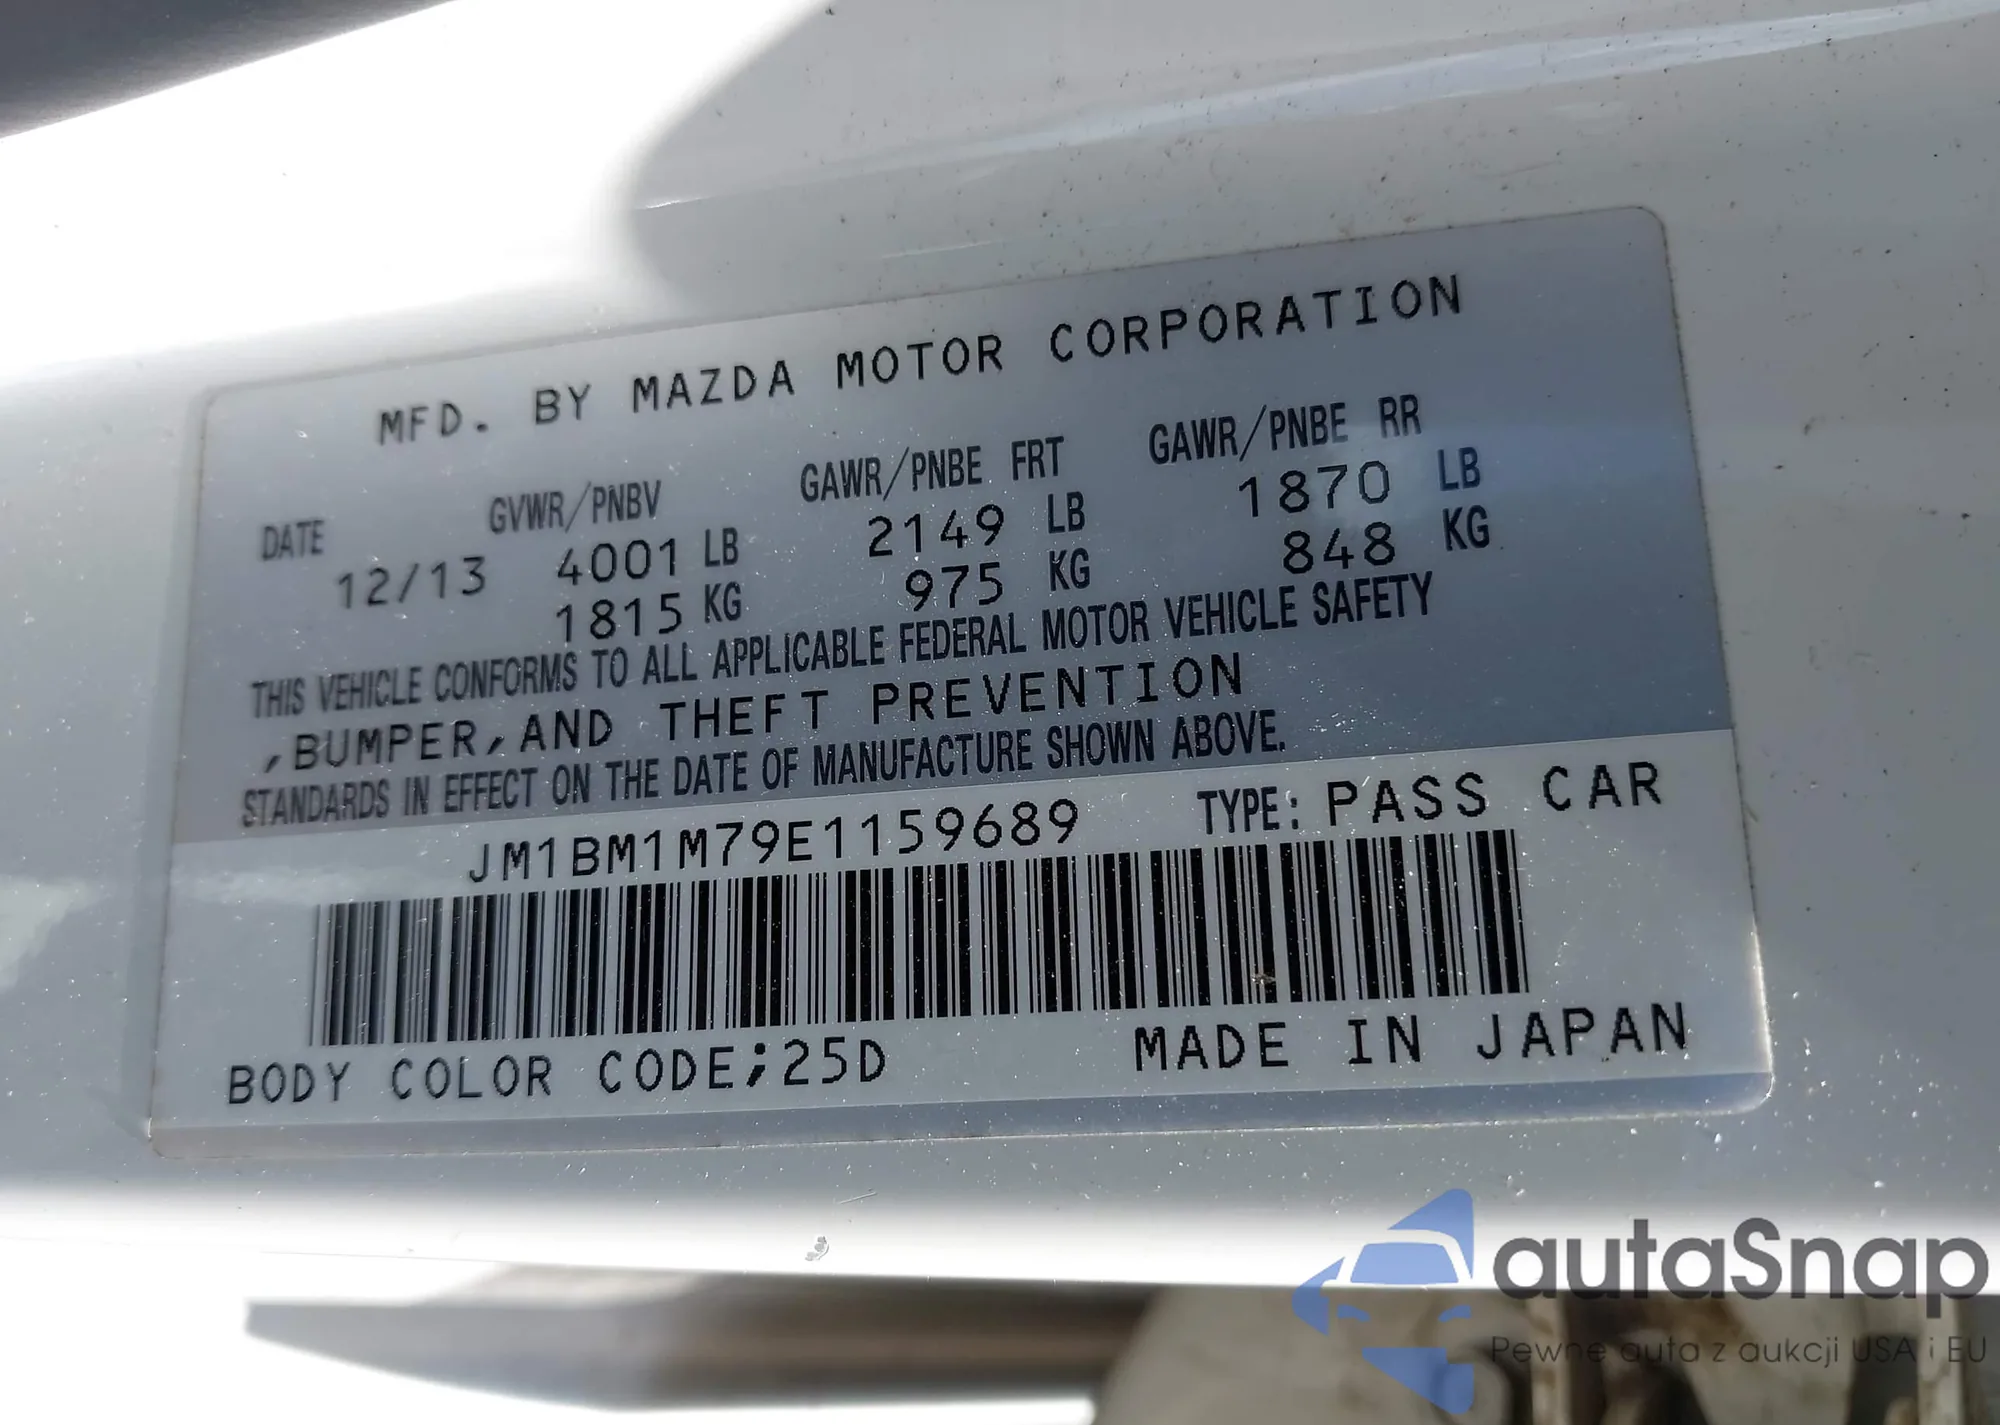 MFD. BY MAZDA MOTOR CORPORATION
DATE GVWR/PNBV GAWR/PNBE FRT GAWR/PNBE RR
12/13 4001 LB 2149 LB 1870 LB
1815 KG 975 KG 848 KG
THIS VEHICLE CONFORMS TO ALL APPLICABLE FEDERAL MOTOR VEHICLE SAFETY
,BUMPER,AND THEFT PREVENTION
STANDARDS IN EFFECT ON THE DATE OF MANUFACTURE SHOWN ABOVE.
JM1BM1M79E1159689 TYPE: PASS CAR
BODY COLOR CODE;25D MADE IN JAPAN
autaSnap
Pewne auta z aukcji USA i EU